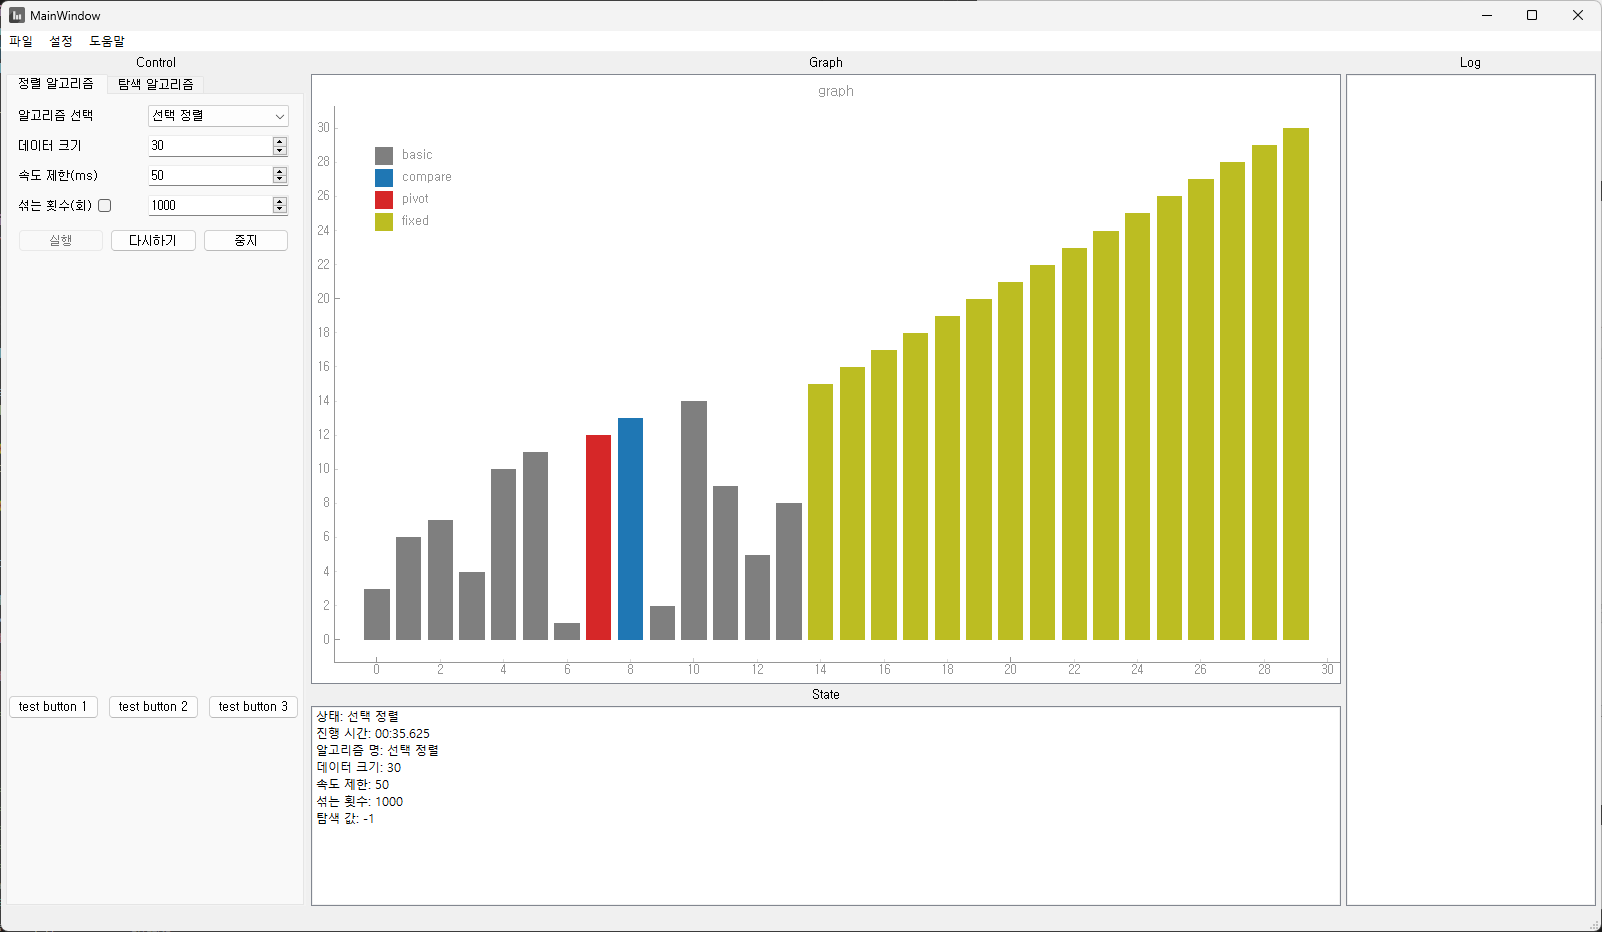 MainWindow
파일 설정 도움말
Control
정렬 알고리즘 탐색 알고리즘
알고리즘 선택 선택 정렬
데이터 크기 30
속도 제한(ms) 50
섞는 횟수(회) 1000
실행 다시하기 중지
test button 1 test button 2 test button 3
Graph
graph
30
28
26
24
22
20
18
16
14
12
10
8
6
4
2
0
basic
compare
pivot
fixed
0 2 4 6 8 10 12 14 16 18 20 22 24 26 28 30
State
상태: 선택 정렬
진행 시간: 00:35.625
알고리즘 명: 선택 정렬
데이터 크기: 30
속도 제한: 50
섞는 횟수: 1000
탐색 값: -1
Log